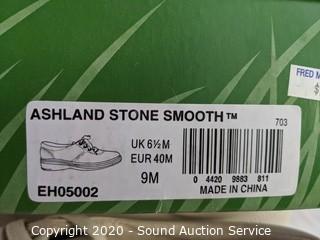 FRED M
$
ASHLAND STONE SMOOTH™
703
UK 6½ M
EUR 40M
9M
0 4420 9883 811
EH05002
MADE IN CHINA
Copyright 2020 - Sound Auction Service